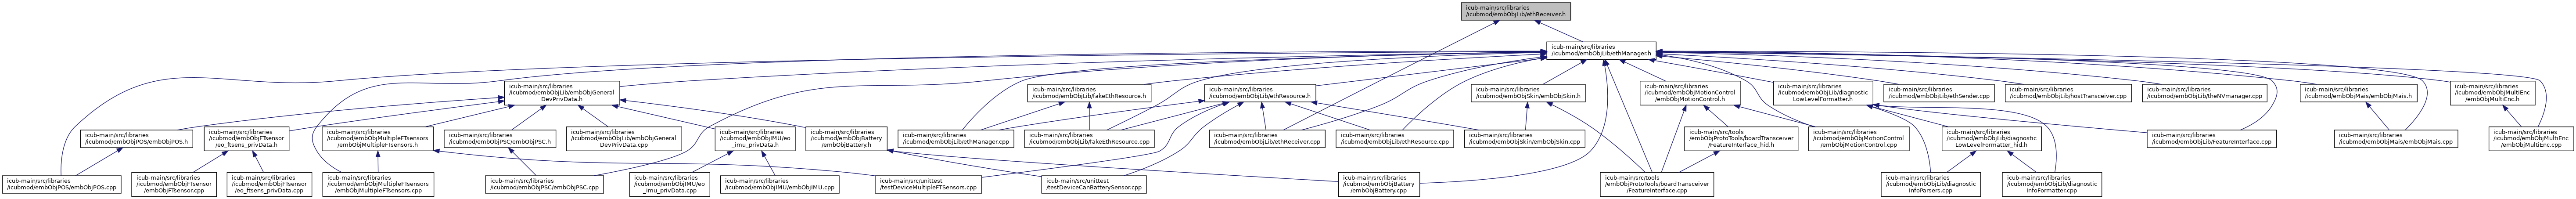 icub-main/src/libraries
/icubmod/embObjLib/ethReceiver.h
icub-main/src/libraries
/icubmod/embObjLib/ethManager.h
icub-main/src/libraries
/icubmod/embObjLib/embObjGeneral
DevPrivData.h
icub-main/src/libraries
/icubmod/embObjLib/fakeEthResource.h
icub-main/src/libraries
/icubmod/embObjLib/ethResource.h
icub-main/src/libraries
/icubmod/embObjSkin/embObjSkin.h
icub-main/src/libraries
/icubmod/embObjMotionControl
/embObjMotionControl.h
icub-main/src/libraries
/icubmod/embObjLib/diagnostic
LowLevelFormatter.h
icub-main/src/libraries
/icubmod/embObjLib/ethSender.cpp
icub-main/src/libraries
/icubmod/embObjLib/hostTransceiver.cpp
icub-main/src/libraries
/icubmod/embObjLib/theNVmanager.cpp
icub-main/src/libraries
/icubmod/embObjMais/embObjMais.h
icub-main/src/libraries
/icubmod/embObjMultiEnc
/embObjMultiEnc.h
icub-main/src/libraries
/icubmod/embObjPOS/embObjPOS.h
icub-main/src/libraries
/icubmod/embObjFTsensor
/eo_ftsens_privData.h
icub-main/src/libraries
/icubmod/embObjMultipleFTsensors
/embObjMultipleFTsensors.h
icub-main/src/libraries
/icubmod/embObjPSC/embObjPSC.h
icub-main/src/libraries
/icubmod/embObjLib/embObjGeneral
DevPrivData.cpp
icub-main/src/libraries
/icubmod/embObjIMU/eo
_imu_privData.h
icub-main/src/libraries
/icubmod/embObjBattery
/embObjBattery.h
icub-main/src/libraries
/icubmod/embObjLib/ethManager.cpp
icub-main/src/libraries
/icubmod/embObjLib/fakeEthResource.cpp
icub-main/src/libraries
/icubmod/embObjLib/ethReceiver.cpp
icub-main/src/libraries
/icubmod/embObjLib/ethResource.cpp
icub-main/src/libraries
/icubmod/embObjSkin/embObjSkin.cpp
icub-main/src/tools
/embObjProtoTools/boardTransceiver
/FeatureInterface_hid.h
icub-main/src/libraries
/icubmod/embObjMotionControl
/embObjMotionControl.cpp
icub-main/src/libraries
/icubmod/embObjLib/diagnostic
LowLevelFormatter_hid.h
icub-main/src/libraries
/icubmod/embObjLib/FeatureInterface.cpp
icub-main/src/libraries
/icubmod/embObjMais/embObjMais.cpp
icub-main/src/libraries
/icubmod/embObjMultiEnc
/embObjMultiEnc.cpp
icub-main/src/libraries
/icubmod/embObjPOS/embObjPOS.cpp
icub-main/src/libraries
/icubmod/embObjFTsensor
/embObjFTsensor.cpp
icub-main/src/libraries
/icubmod/embObjFTsensor
/eo_ftsens_privData.cpp
icub-main/src/libraries
/icubmod/embObjMultipleFTsensors
/embObjMultipleFTsensors.cpp
icub-main/src/libraries
/icubmod/embObjPSC/embObjPSC.cpp
icub-main/src/libraries
/icubmod/embObjIMU/eo
_imu_privData.cpp
icub-main/src/libraries
/icubmod/embObjIMU/embObjIMU.cpp
icub-main/src/unittest
/testDeviceMultipleFTSensors.cpp
icub-main/src/unittest
/testDeviceCanBatterySensor.cpp
icub-main/src/libraries
/icubmod/embObjBattery
/embObjBattery.cpp
icub-main/src/tools
/embObjProtoTools/boardTransceiver
/FeatureInterface.cpp
icub-main/src/libraries
/icubmod/embObjLib/diagnostic
InfoParsers.cpp
icub-main/src/libraries
/icubmod/embObjLib/diagnostic
InfoFormatter.cpp